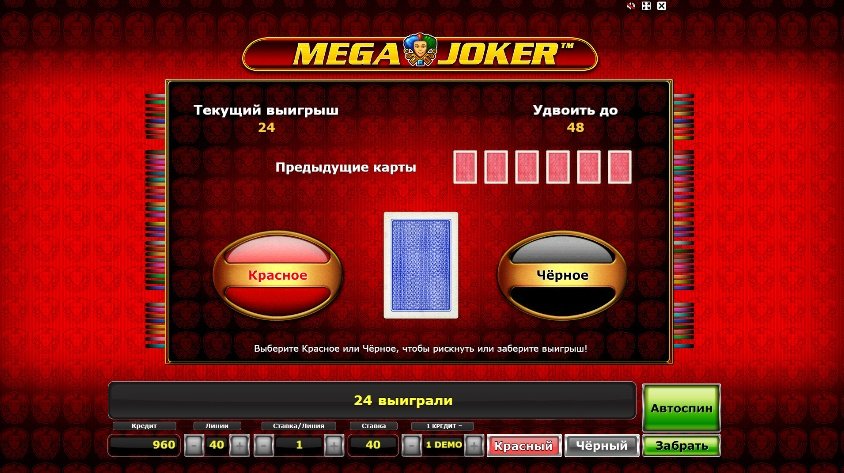 MEGA JOKER™
Текущий выигрыш
24
Удвоить до
48
Предыдущие карты
Красное
Чёрное
Выберите Красное или Чёрное, чтобы рискнуть или заберите выигрыш!
24 выиграли
Автоспин
Кредит
Линии
Ставка/Линия
Ставка
1 КРЕДИТ =
960
- 40 +
- 1 +
40
- 1 DEMO +
Красный
Чёрный
Забрать